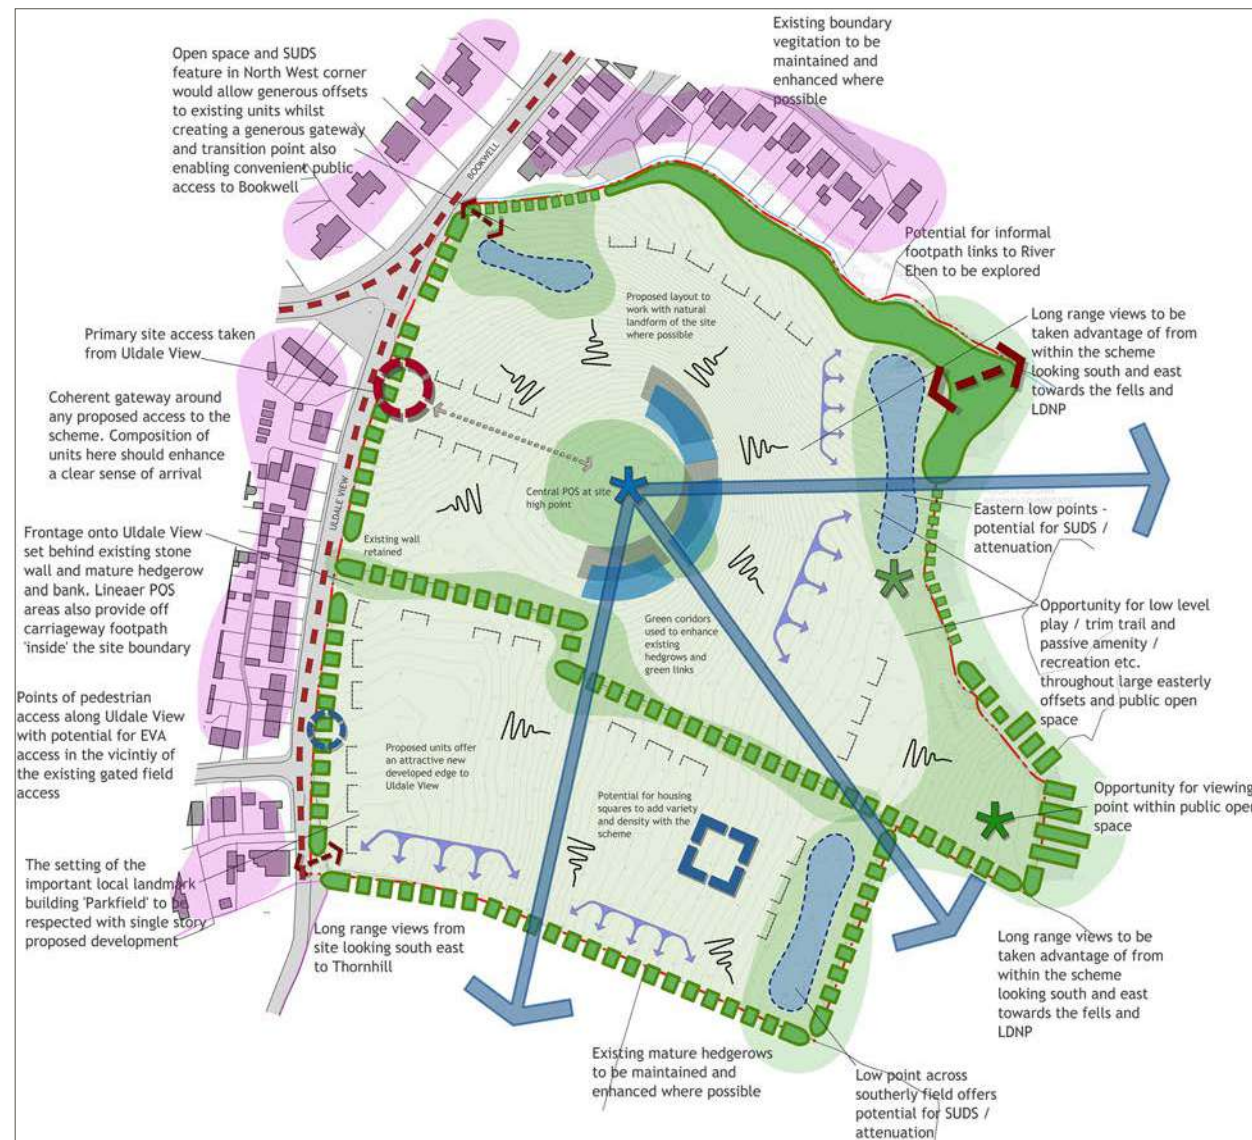 Existing boundary
vegitation to be
maintained and
enhanced where
possible
Open space and SUDS
feature in North West corner
would allow generous offsets
to existing units whilst
creating a generous gateway
and transition point also
enabling convenient public
access to Bookwell
BOOKWELL
Potential for informal
footpath links to River
Ehen to be explored
Proposed layout to
work with natural
landform of the site
where possible
Long range views to be
taken advantage of from
within the scheme
looking south and east
towards the fells and
LDNP
Primary site access taken
from Uldale View
Coherent gateway around
any proposed access to the
scheme. Composition of
units here should enhance
a clear sense of arrival
ULDALE VIEW
Central POS at site
high point
Eastern low points -
potential for SUDS /
attenuation
Frontage onto Uldale View
set behind existing stone
wall and mature hedgerow
and bank. Lineaer POS
areas also provide off
carriageway footpath
'inside' the site boundary
Existing wall
retained
Green corridors
used to enhance
existing
hedgrows and
green links
Opportunity for low level
play / trim trail and
passive amenity /
recreation etc.
throughout large easterly
offsets and public open
space
Points of pedestrian
access along Uldale View
with potential for EVA
access in the vicintiy of
the existing gated field
access
Proposed units offer
an attractive new
developed edge to
Uldale View
Potential for housing
squares to add variety
and density with the
scheme
Opportunity for viewing
point within public open
space
The setting of the
important local landmark
building 'Parkfield' to be
respected with single story
proposed development
Long range views from
site looking south east
to Thornhill
Long range views to be
taken advantage of from
within the scheme
looking south and east
towards the fells and
LDNP
Existing mature hedgerows
to be maintained and
enhanced where possible
Low point across
southerly field offers
potential for SUDS /
attenuation